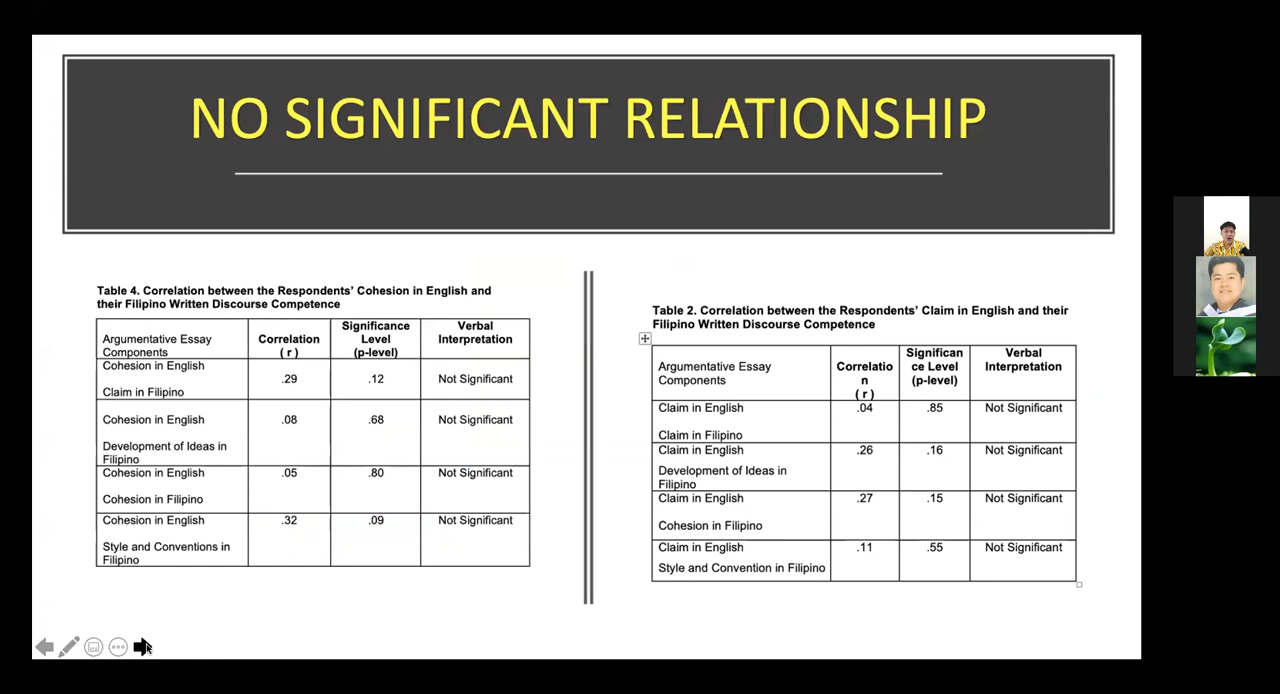 NO SIGNIFICANT RELATIONSHIP
Table 4. Correlation between the Respondents' Cohesion in English and
their Filipino Written Discourse Competence
Argumentative Essay
Components
Correlation
( r )
Significance
Level
(p-level)
Verbal
Interpretation
Cohesion in English
Claim in Filipino
.29
.12
Not Significant
Cohesion in English
Development of Ideas in
Filipino
.08
.68
Not Significant
Cohesion in English
Cohesion in Filipino
.05
.80
Not Significant
Cohesion in English
Style and Conventions in
Filipino
.32
.09
Not Significant
Table 2. Correlation between the Respondents' Claim in English and their
Filipino Written Discourse Competence
Argumentative Essay
Components
Correlatio
n
( r )
Significan
ce Level
(p-level)
Verbal
Interpretation
Claim in English
Claim in Filipino
.04
.85
Not Significant
Claim in English
Development of Ideas in
Filipino
.26
.16
Not Significant
Claim in English
Cohesion in Filipino
.27
.15
Not Significant
Claim in English
Style and Convention in Filipino
.11
.55
Not Significant